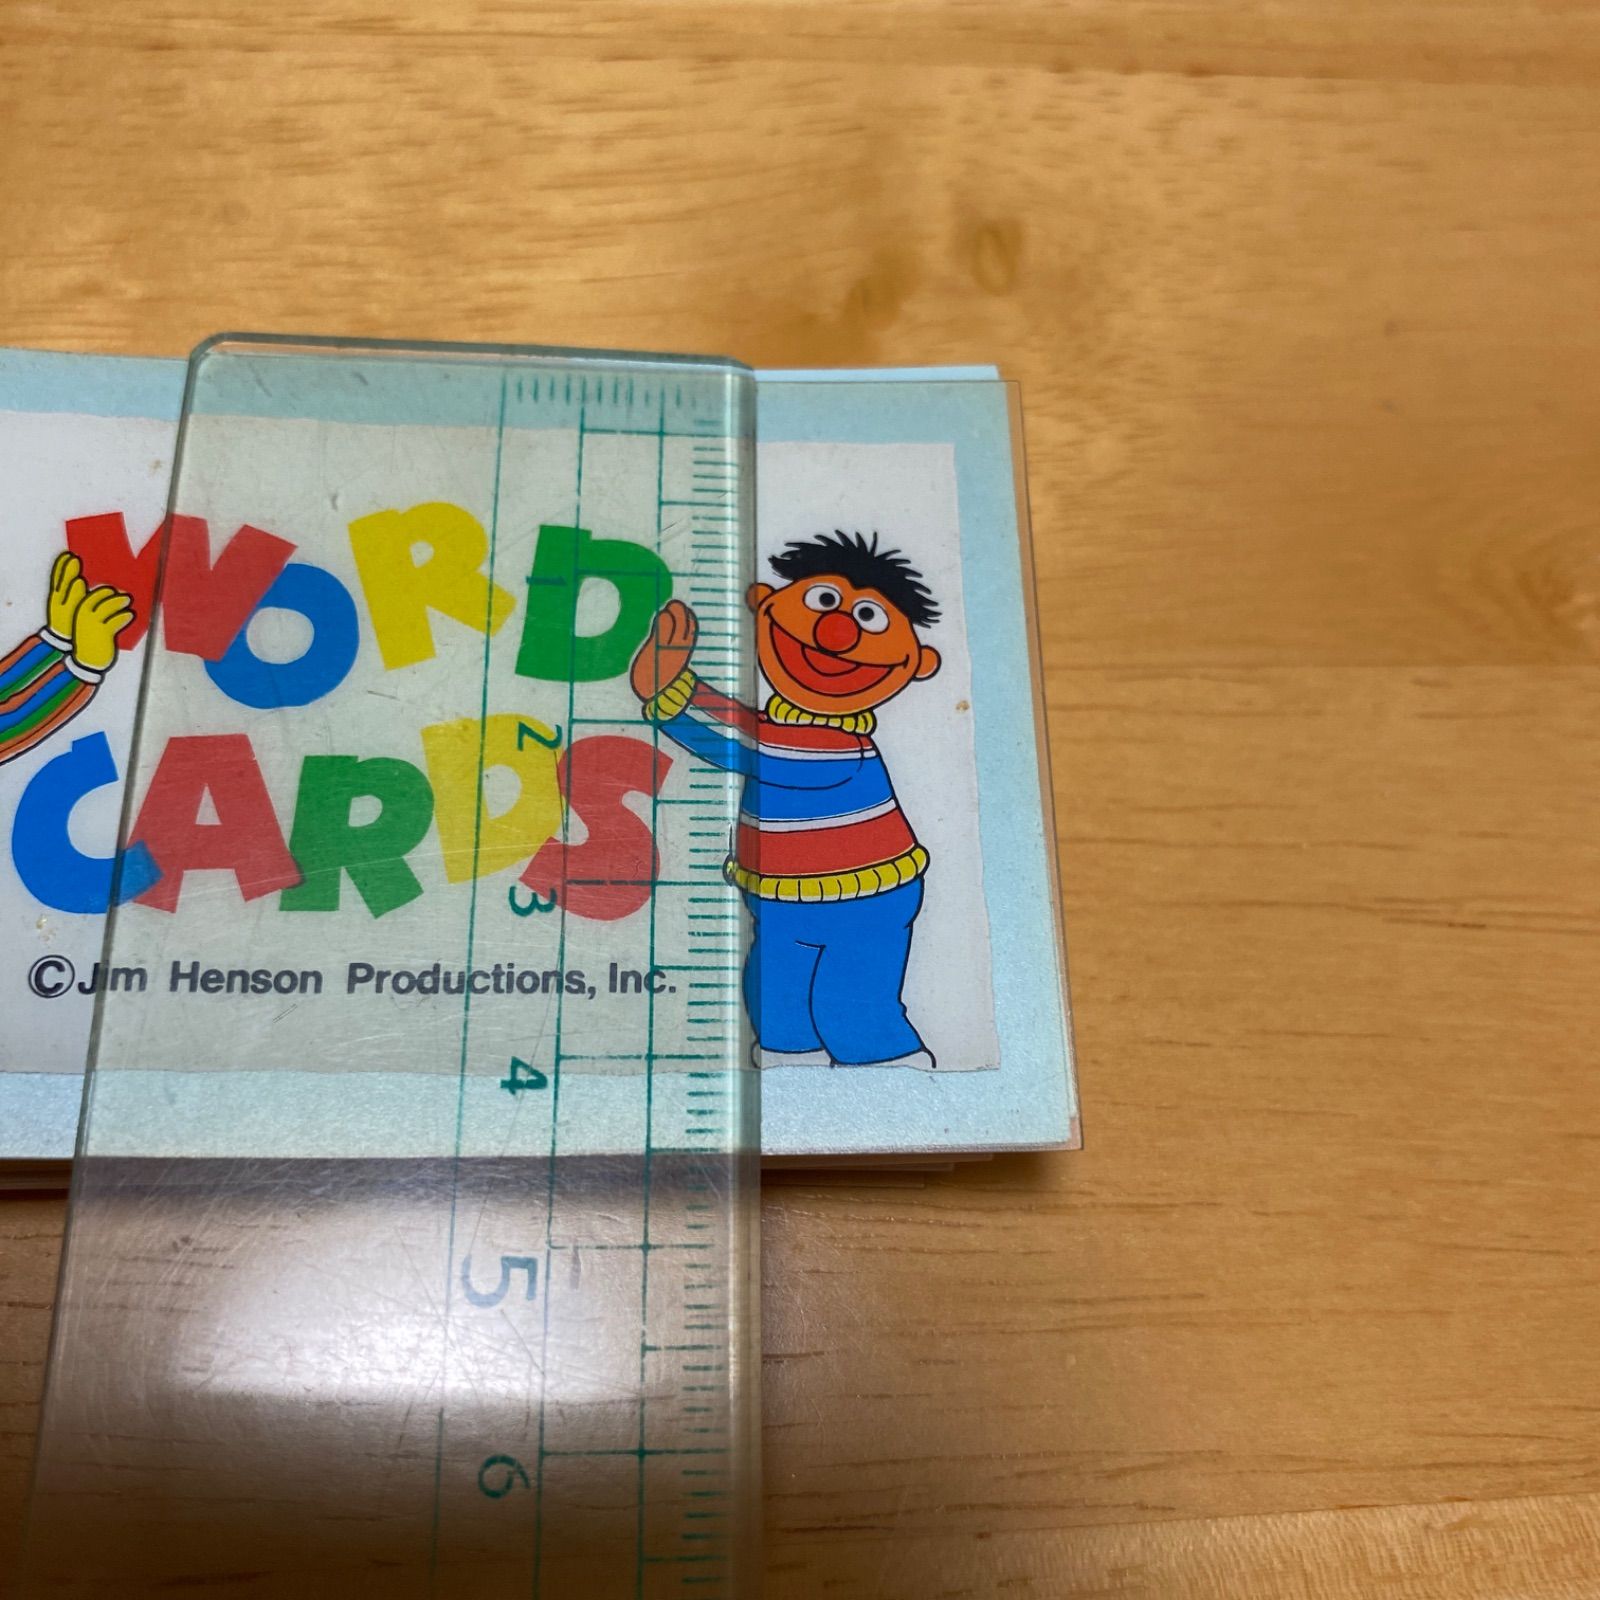 WORD
CARDS
©Jim Henson Productions, Inc.
1
2
3
4
5
6